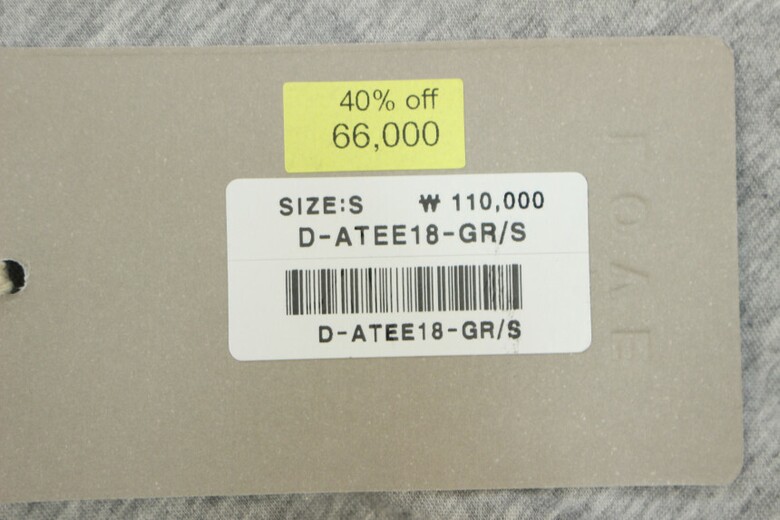 40% off
66,000
SIZE:S ₩ 110,000
D-ATEE18-GR/S
D-ATEE18-GR/S